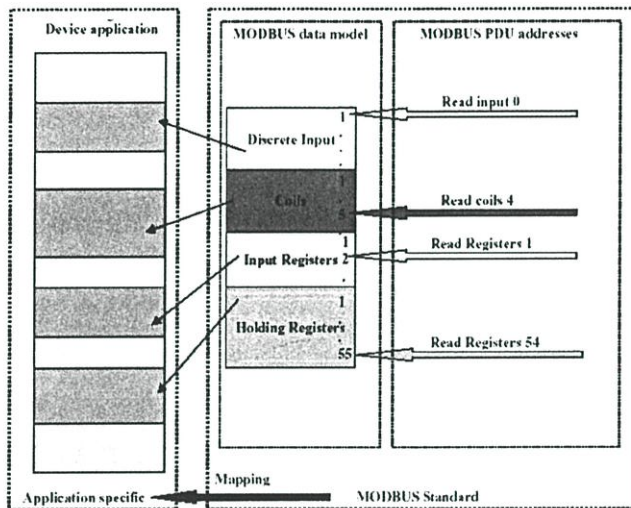 Device application
MODBUS data model
MODBUS PDU addresses
1
Read input 0
Discrete Input
.
.
1
Coils
.
5
Read coils 4
1
Input Registers 2
.
Read Registers 1
1
.
Holding Registers
.
55
Read Registers 54
Mapping
Application specific
MODBUS Standard